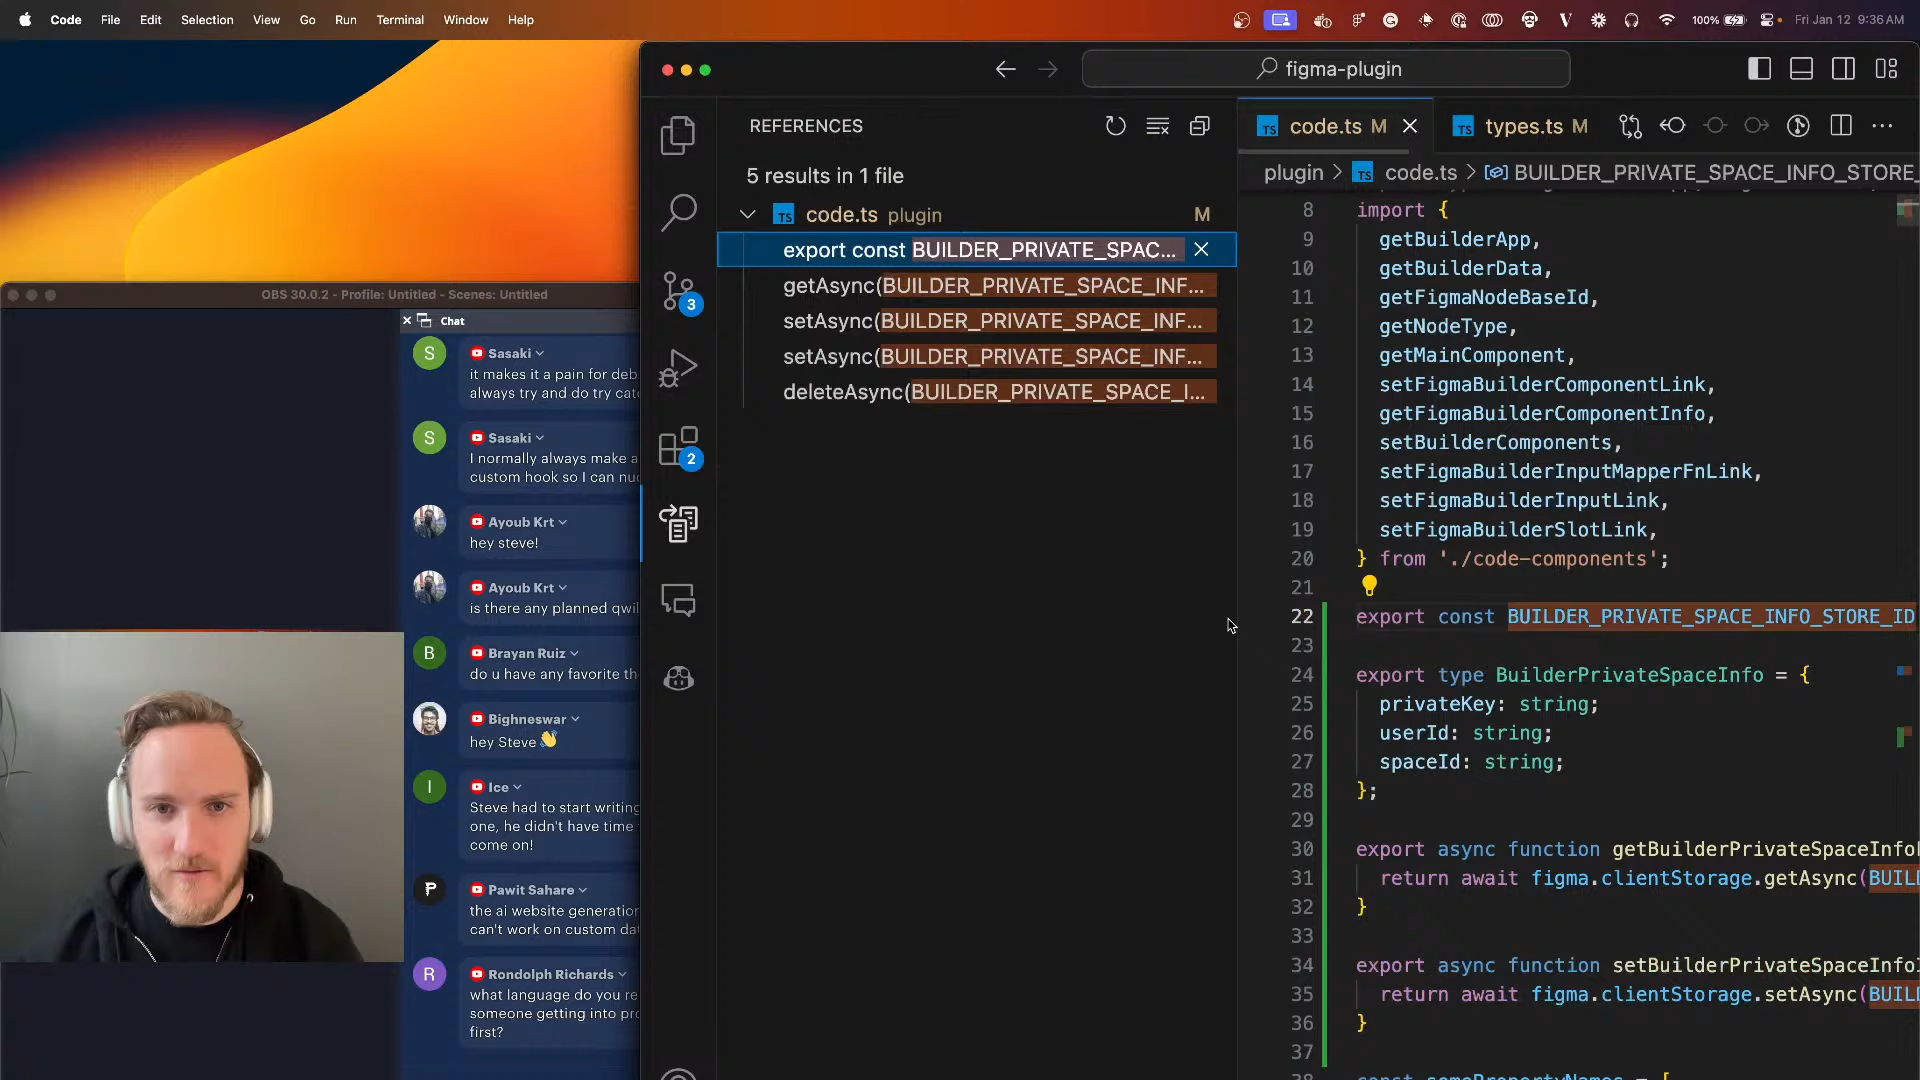 Code File Edit Selection View Go Run Terminal Window Help
100% Fri Jan 12 9:36 AM
figma-plugin
OBS 30.0.2 - Profile: Untitled - Scenes: Untitled
Chat
S Sasaki
it makes it a pain for deb
always try and do try cat
S Sasaki
I normally always make a
custom hook so I can nu
Ayoub Krt
hey steve!
Ayoub Krt
is there any planned qwi
B Brayan Ruiz
do u have any favorite th
Bighneswar
hey Steve 👋
I Ice
Steve had to start writing
one, he didn't have time
come on!
Pawit Sahare
the ai website generation
can't work on custom da
R Rondolph Richards
what language do you re
someone getting into pro
first?
3
2
REFERENCES
5 results in 1 file
TS code.ts plugin M
export const BUILDER_PRIVATE_SPAC...
getAsync(BUILDER_PRIVATE_SPACE_INF...
setAsync(BUILDER_PRIVATE_SPACE_INF...
setAsync(BUILDER_PRIVATE_SPACE_INF...
deleteAsync(BUILDER_PRIVATE_SPACE_I...
TS code.ts M
TS types.ts M
plugin > TS code.ts > BUILDER_PRIVATE_SPACE_INFO_STORE_
8 import {
9 getBuilderApp,
10 getBuilderData,
11 getFigmaNodeBaseId,
12 getNodeType,
13 getMainComponent,
14 setFigmaBuilderComponentLink,
15 getFigmaBuilderComponentInfo,
16 setBuilderComponents,
17 setFigmaBuilderInputMapperFnLink,
18 setFigmaBuilderInputLink,
19 setFigmaBuilderSlotLink,
20 } from './code-components';
21
22 export const BUILDER_PRIVATE_SPACE_INFO_STORE_ID
23
24 export type BuilderPrivateSpaceInfo = {
25 privateKey: string;
26 userId: string;
27 spaceId: string;
28 };
29
30 export async function getBuilderPrivateSpaceInfo
31 return await figma.clientStorage.getAsync(BUIL
32 }
33
34 export async function setBuilderPrivateSpaceInfo
35 return await figma.clientStorage.setAsync(BUIL
36 }
37